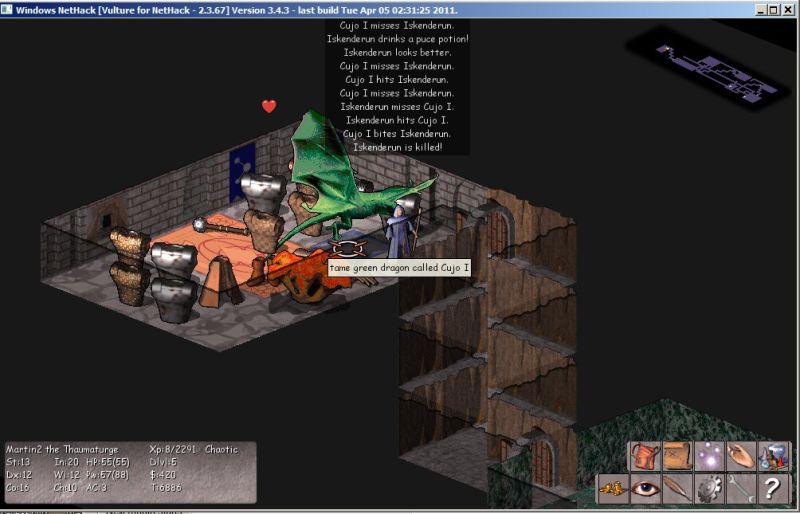 Windows NetHack [Vulture for NetHack - 2.3.67] Version 3.4.3 - last build Tue Apr 05 02:31:25 2011.
Cujo I misses Iskenderun.
Iskenderun drinks a puce potion!
Iskenderun looks better.
Cujo I misses Iskenderun.
Cujo I hits Iskenderun.
Cujo I misses Iskenderun.
Iskenderun misses Cujo I.
Iskenderun hits Cujo I.
Cujo I bites Iskenderun.
Iskenderun is killed!
tame green dragon called Cujo I
Martin2 the Thaumaturge Xp:8/2291 Chaotic
St:13 In:20 HP:55(55) Dlvl:5
Dx:12 Wi:12 Pw:57(88) $:420
Co:16 Ch:10 AC:3 T:6886
?